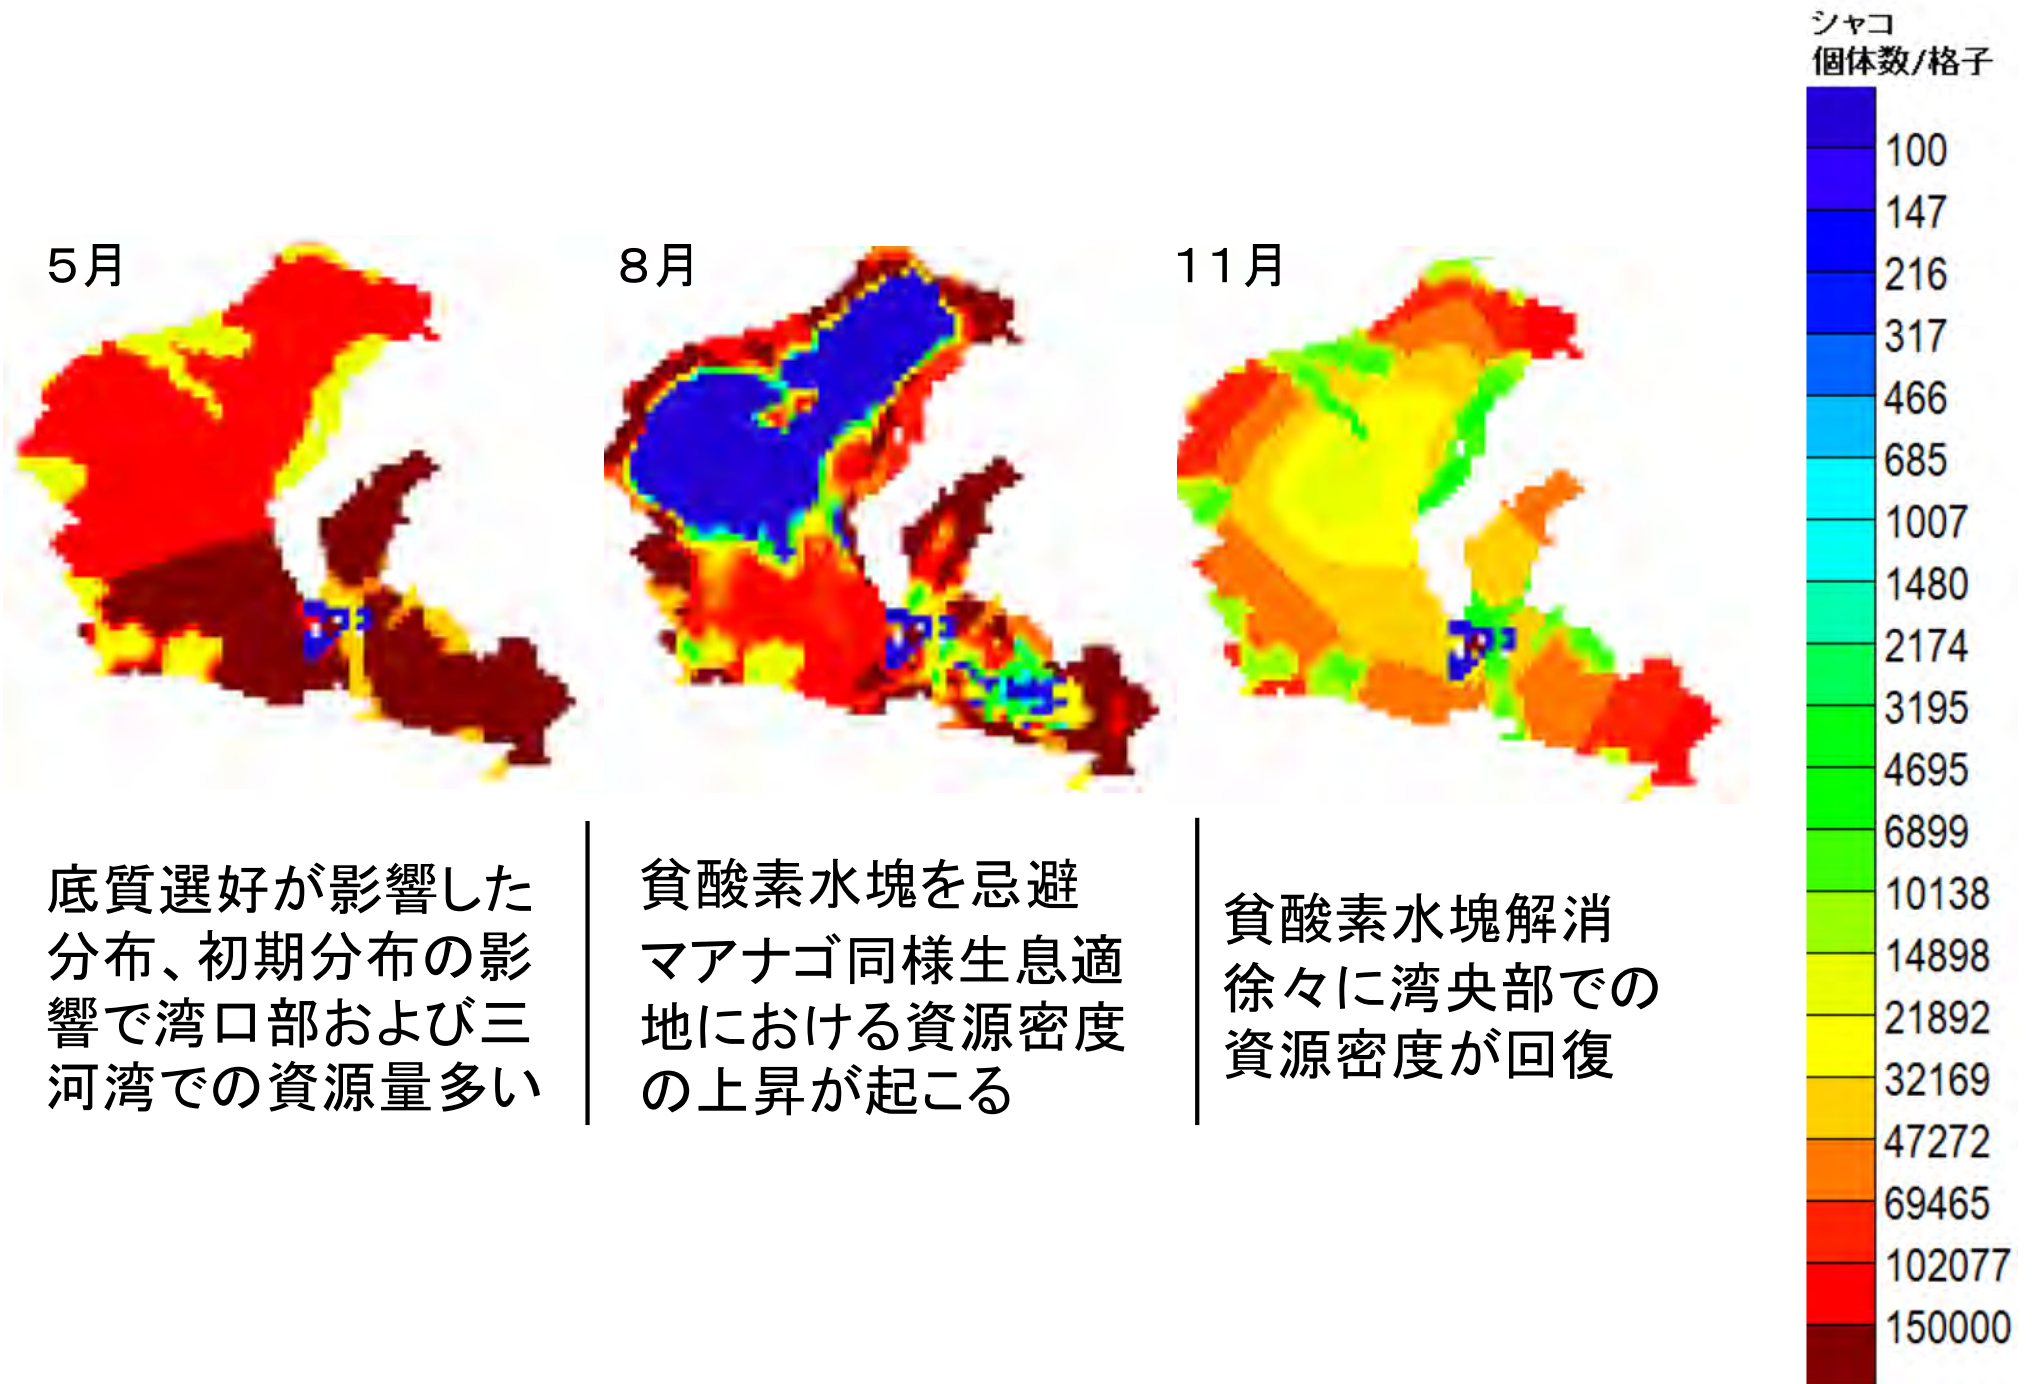 シャコ
個体数/格子
5月
8月
11月
100
147
216
317
466
685
1007
1480
2174
3195
4695
6899
10138
14898
21892
32169
47272
69465
102077
150000
底質選好が影響した
分布、初期分布の影
響で湾口部および三
河湾での資源量多い
貧酸素水塊を忌避
マアナゴ同様生息適
地における資源密度
の上昇が起こる
貧酸素水塊解消
徐々に湾央部での
資源密度が回復